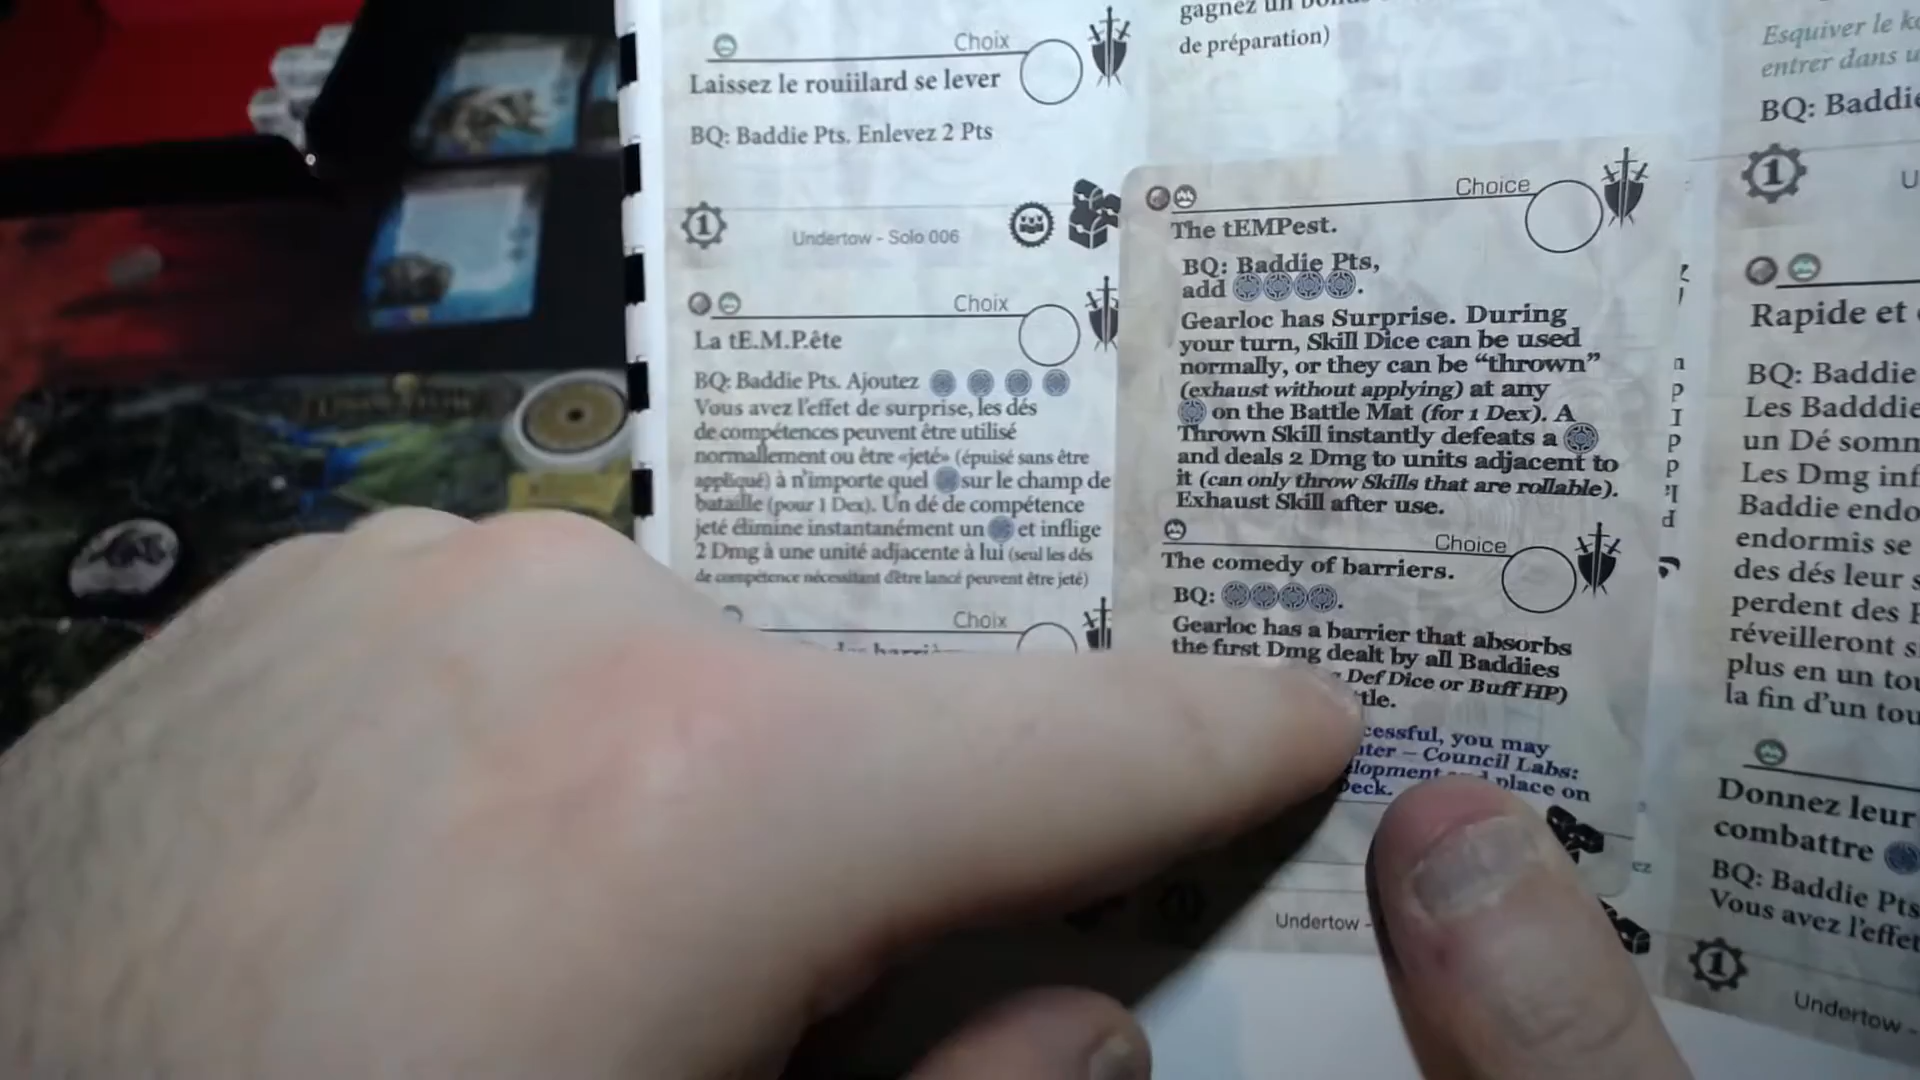 Choix
Laissez le rouiilard se lever
BQ: Baddie Pts. Enlevez 2 Pts
1
Undertow - Solo 006
Choix
La tE.M.P.ête
BQ: Baddie Pts. Ajoutez
Vous avez l'effet de surprise, les dés
de compétences peuvent être utilisé
normallement ou être «jeté» (épuisé sans être
appliqué) à n'importe quel sur le champ de
bataille (pour 1 Dex). Un dé de compétence
jeté élimine instantanément un et inflige
2 Dmg à une unité adjacente à lui (seul les dés
de compétence nécessitant d'être lancé peuvent être jeté)
Choix
gagnez un
de préparation)
Choice
The tEMPest.
BQ: Baddie Pts,
add .
Gearloc has Surprise. During
your turn, Skill Dice can be used
normally, or they can be “thrown”
(exhaust without applying) at any
on the Battle Mat (for 1 Dex). A
Thrown Skill instantly defeats a
and deals 2 Dmg to units adjacent to
it (can only throw Skills that are rollable).
Exhaust Skill after use.
Choice
The comedy of barriers.
BQ: .
Gearloc has a barrier that absorbs
the first Dmg dealt by all Baddies
Def Dice or Buff HP)
tle.
cessful, you may
nter – Council Labs:
lopment and place on
Deck.
Undertow -
Esquiver le
entrer dans
BQ: Baddie
1
U
Rapide et
BQ: Baddie
Les Badddie
un Dé somm
Les Dmg inf
Baddie endo
endormis se
des dés leur s
perdent des
réveilleront s
plus en un tou
la fin d'un tou
Donnez leur
combattre
BQ: Baddie Pts
Vous avez l'effet
1
Undertow -